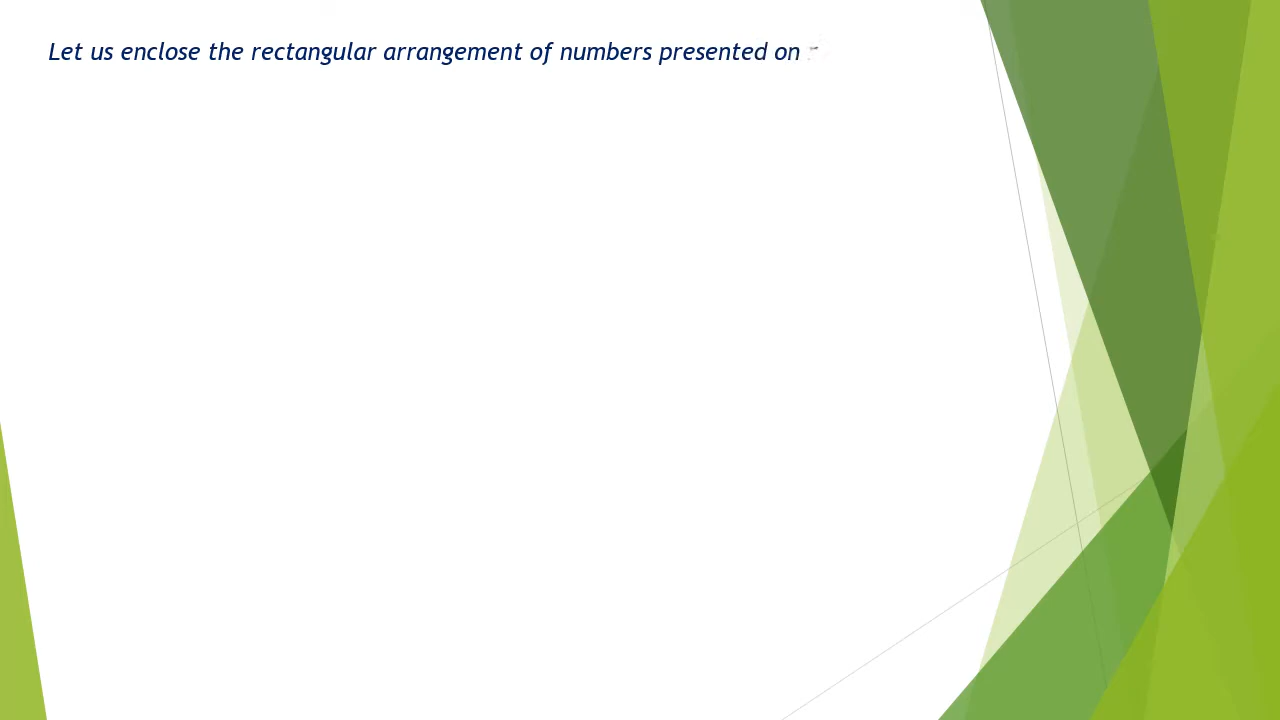 Let us enclose the rectangular arrangement of numbers presented on